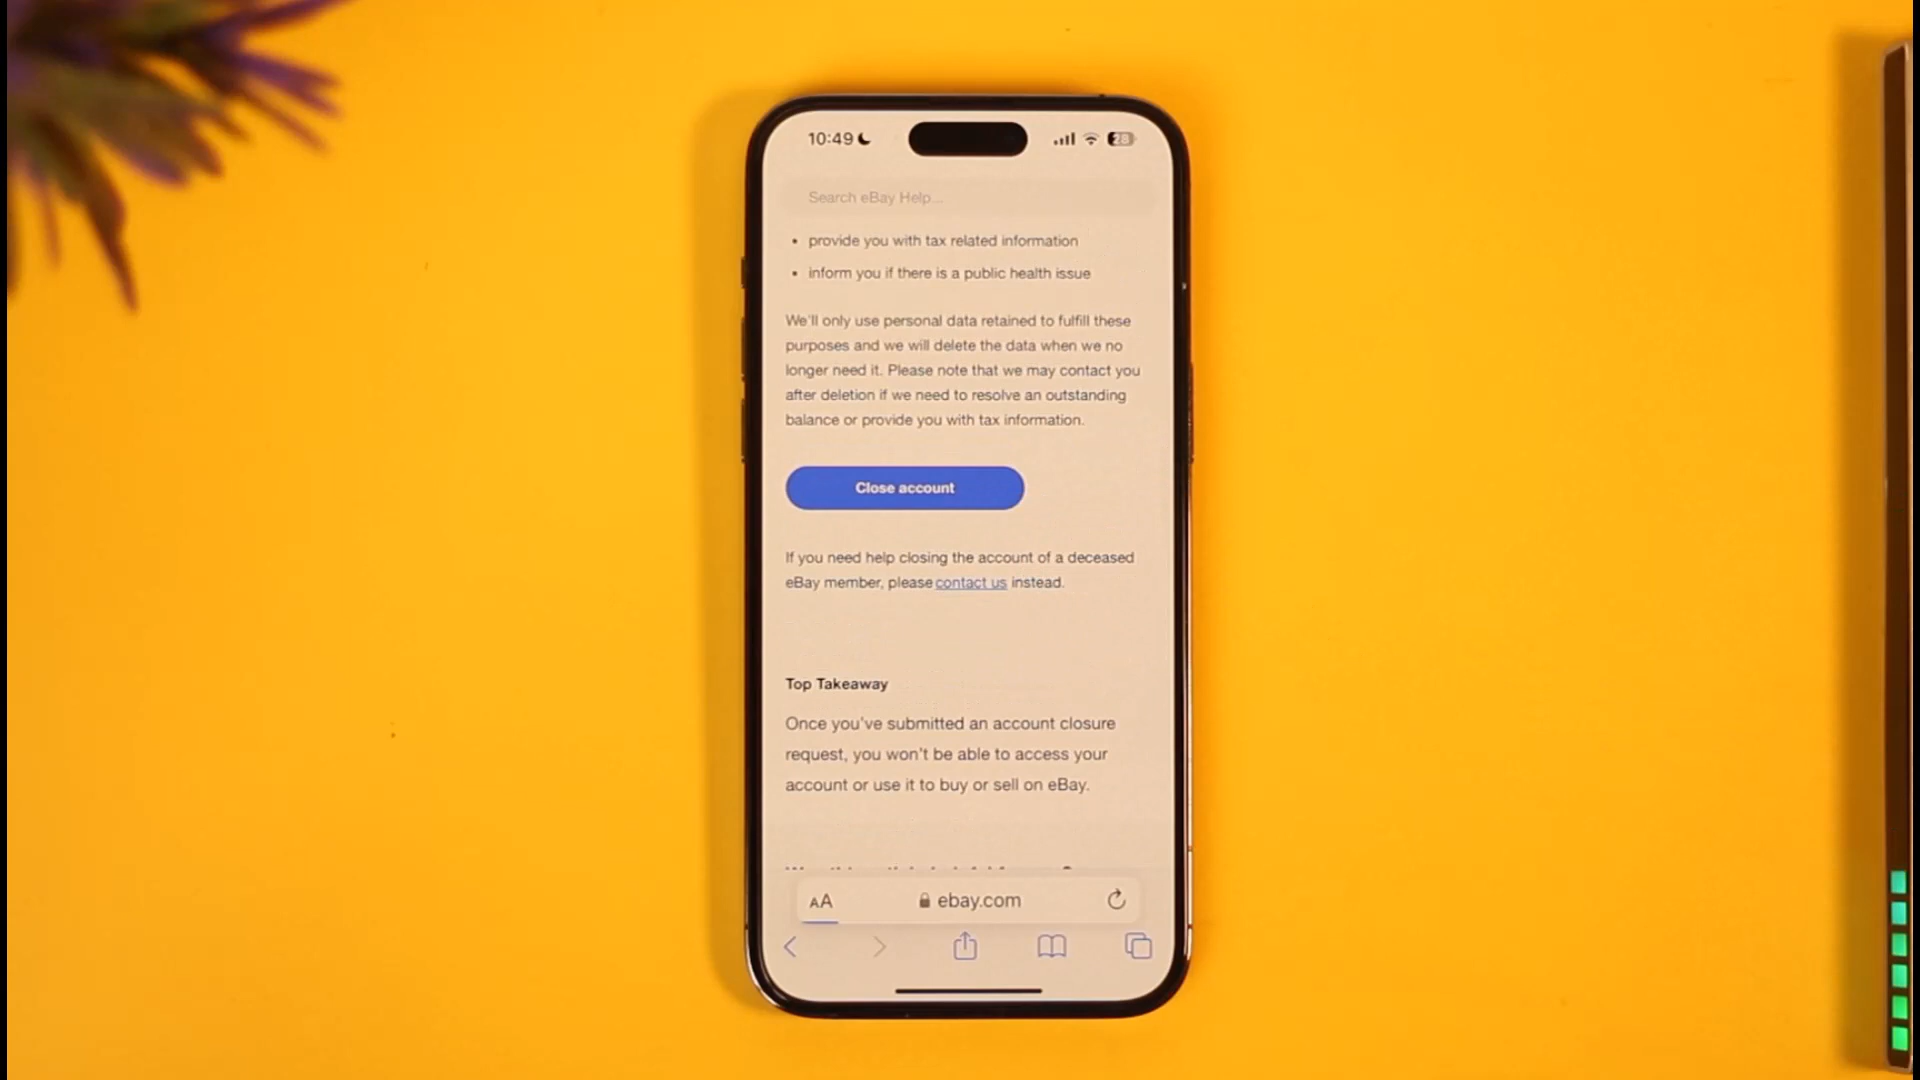 10:49
28
Search eBay Help...
• provide you with tax related information
• inform you if there is a public health issue
We'll only use personal data retained to fulfill these
purposes and we will delete the data when we no
longer need it. Please note that we may contact you
after deletion if we need to resolve an outstanding
balance or provide you with tax information.
Close account
If you need help closing the account of a deceased
eBay member, please contact us instead.
Top Takeaway
Once you've submitted an account closure
request, you won't be able to access your
account or use it to buy or sell on eBay.
AA
ebay.com